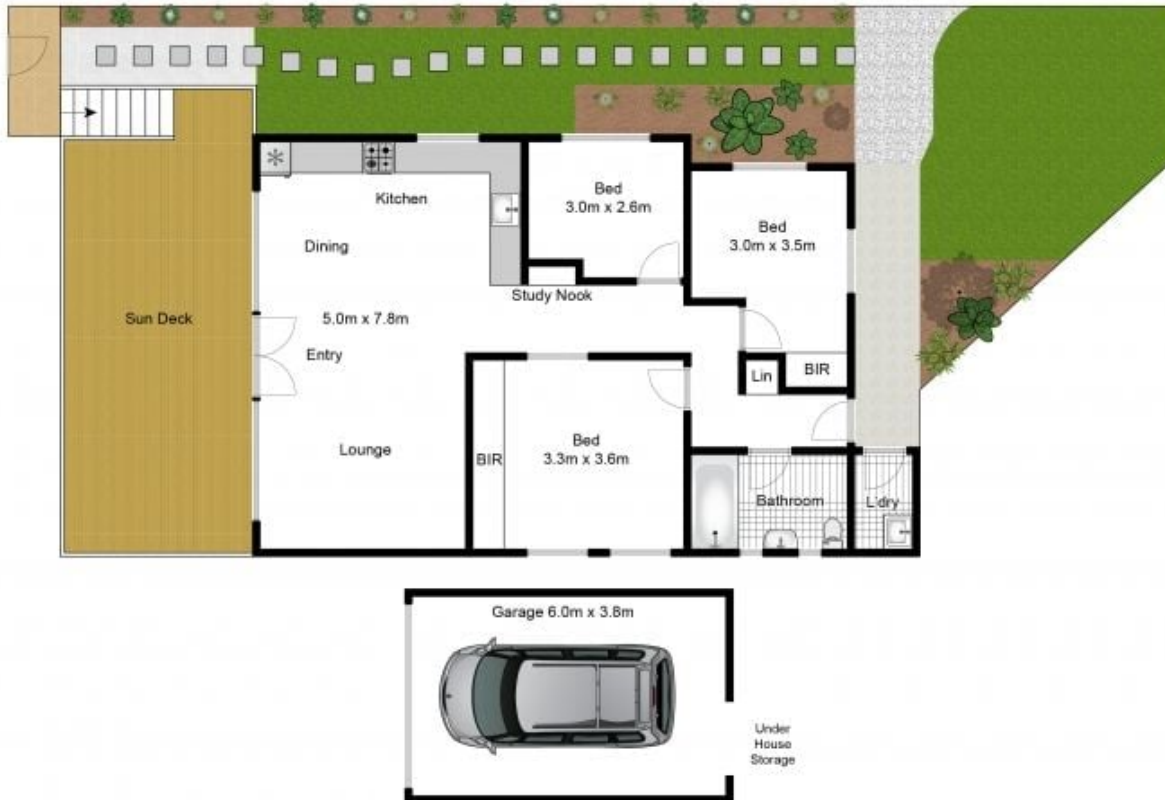 Kitchen
Bed
3.0m x 2.6m
Bed
3.0m x 3.5m
Dining
Study Nook
Sun Deck
5.0m x 7.8m
Entry
Lin
BIR
Lounge
BIR
Bed
3.3m x 3.6m
Bathroom
L'dry
Garage 6.0m x 3.8m
Under
House
Storage